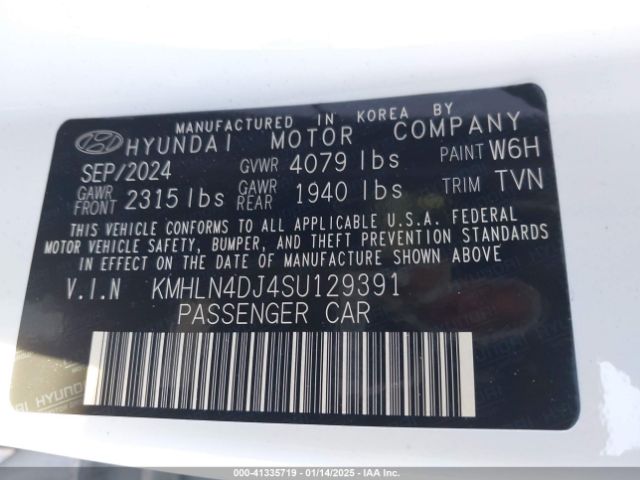 MANUFACTURED IN KOREA BY
HYUNDAI MOTOR COMPANY
SEP/2024 GVWR 4079 lbs PAINT W6H
GAWR FRONT 2315 lbs GAWR REAR 1940 lbs TRIM TVN
THIS VEHICLE CONFORMS TO ALL APPLICABLE U.S.A. FEDERAL
MOTOR VEHICLE SAFETY, BUMPER, AND THEFT PREVENTION STANDARDS
IN EFFECT ON THE DATE OF MANUFACTURE SHOWN ABOVE
V.I.N KMHLN4DJ4SU129391
PASSENGER CAR
HYUNDAI
000-41335719 - 01/14/2025 - IAA, LLC